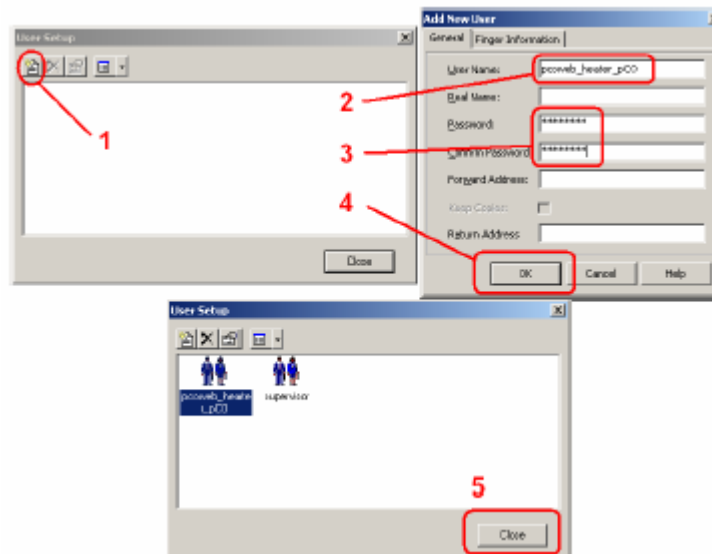 User Setup
1
Close
Add New User
General
Finger Information
User Name:
2
Real Name:
Password:
********
3
Confirm Password:
********
Forward Address:
4
Keep Copies:
Return Address
OK
Cancel
Help
User Setup
supervisor
5
Close